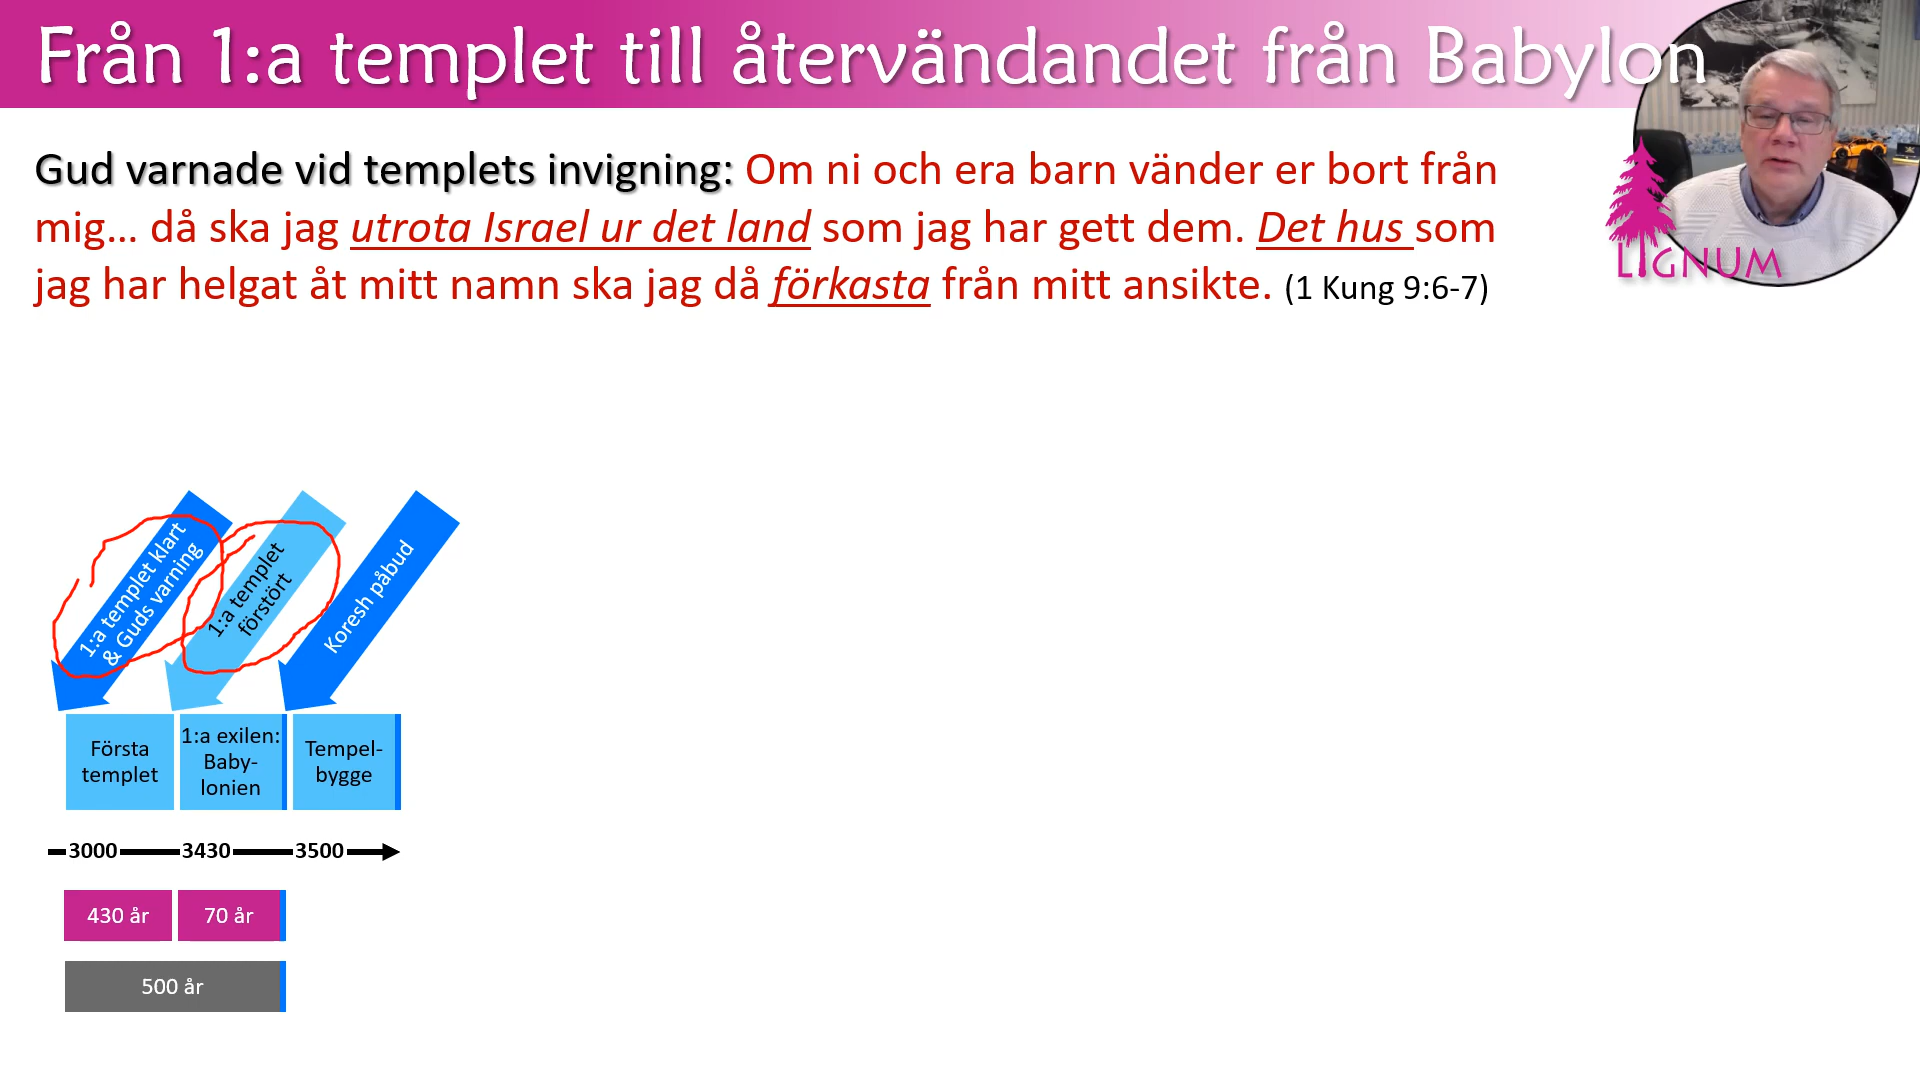 Från 1:a templet till återvändandet från Babylon
Gud varnade vid templets invigning: Om ni och era barn vänder er bort från
mig... då ska jag utrota Israel ur det land som jag har gett dem. Det hus som
jag har helgat åt mitt namn ska jag då förkasta från mitt ansikte. (1 Kung 9:6-7)
LIGNUM
1:a templet klart
& Guds varning
1:a templet
förstört
Koresh påbud
Första
templet
1:a exilen:
Baby-
lonien
Tempel-
bygge
3000 3430 3500
430 år 70 år
500 år